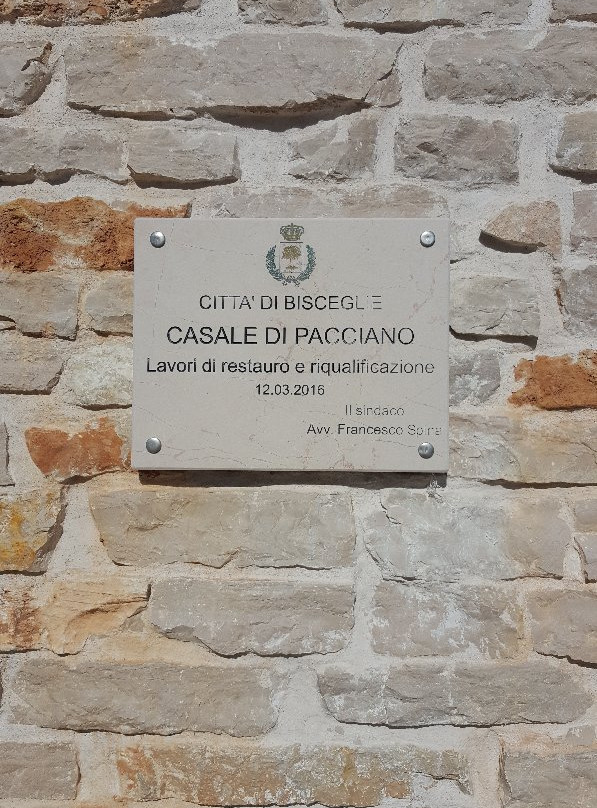 CITTA' DI BISCEGLIE
CASALE DI PACCIANO
Lavori di restauro e riqualificazione
12.03.2016
Il sindaco
Avv. Francesco Spina